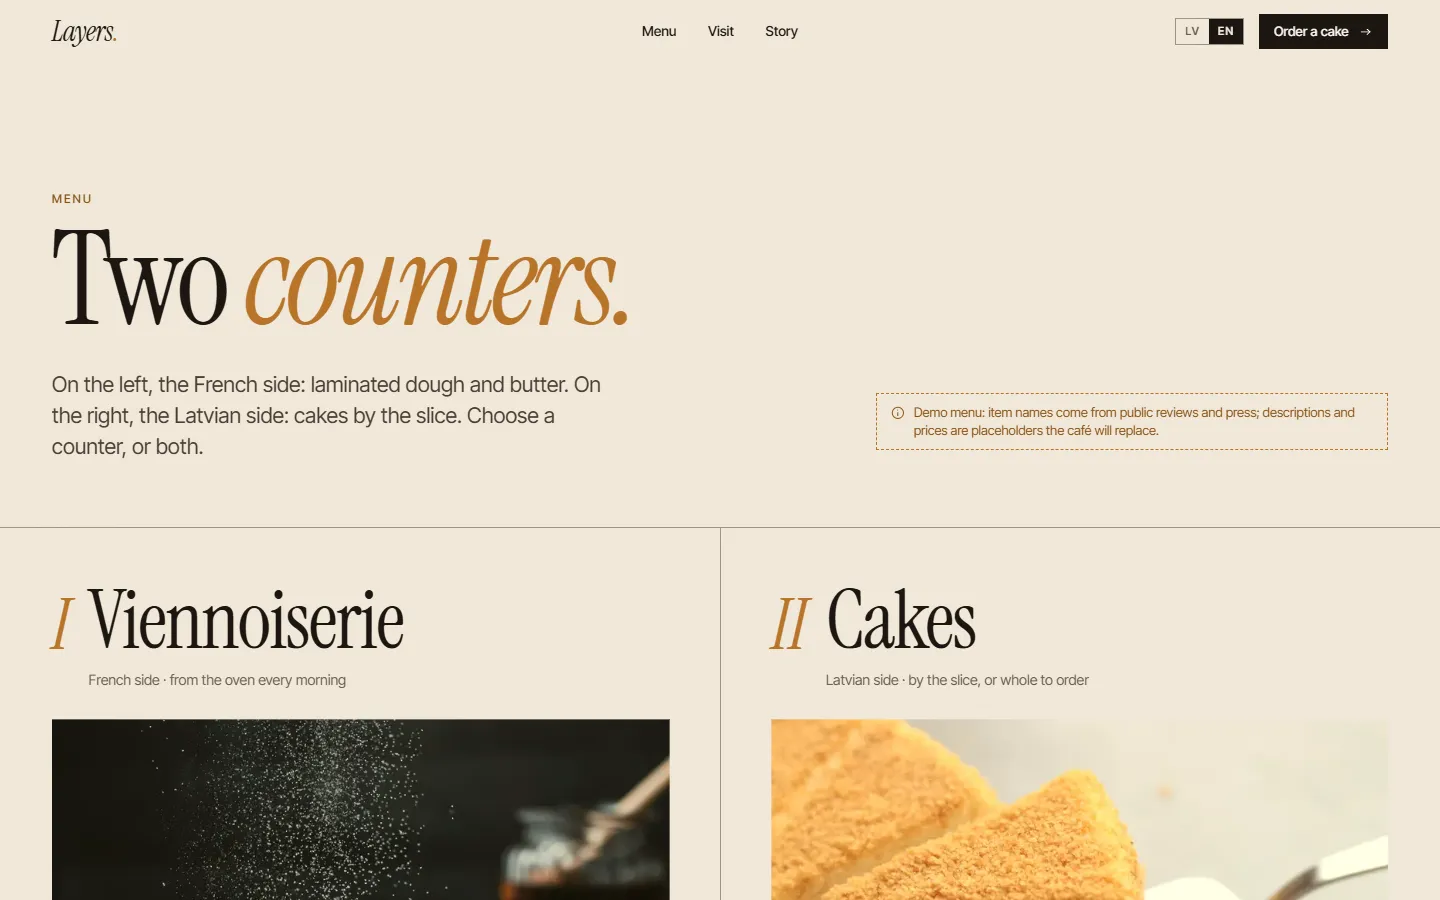 Layers.
Menu
Visit
Story
LV
EN
Order a cake →
MENU
Two counters.
On the left, the French side: laminated dough and butter. On
the right, the Latvian side: cakes by the slice. Choose a
counter, or both.
Demo menu: item names come from public reviews and press; descriptions and
prices are placeholders the café will replace.
I Viennoiserie
French side · from the oven every morning
II Cakes
Latvian side · by the slice, or whole to order